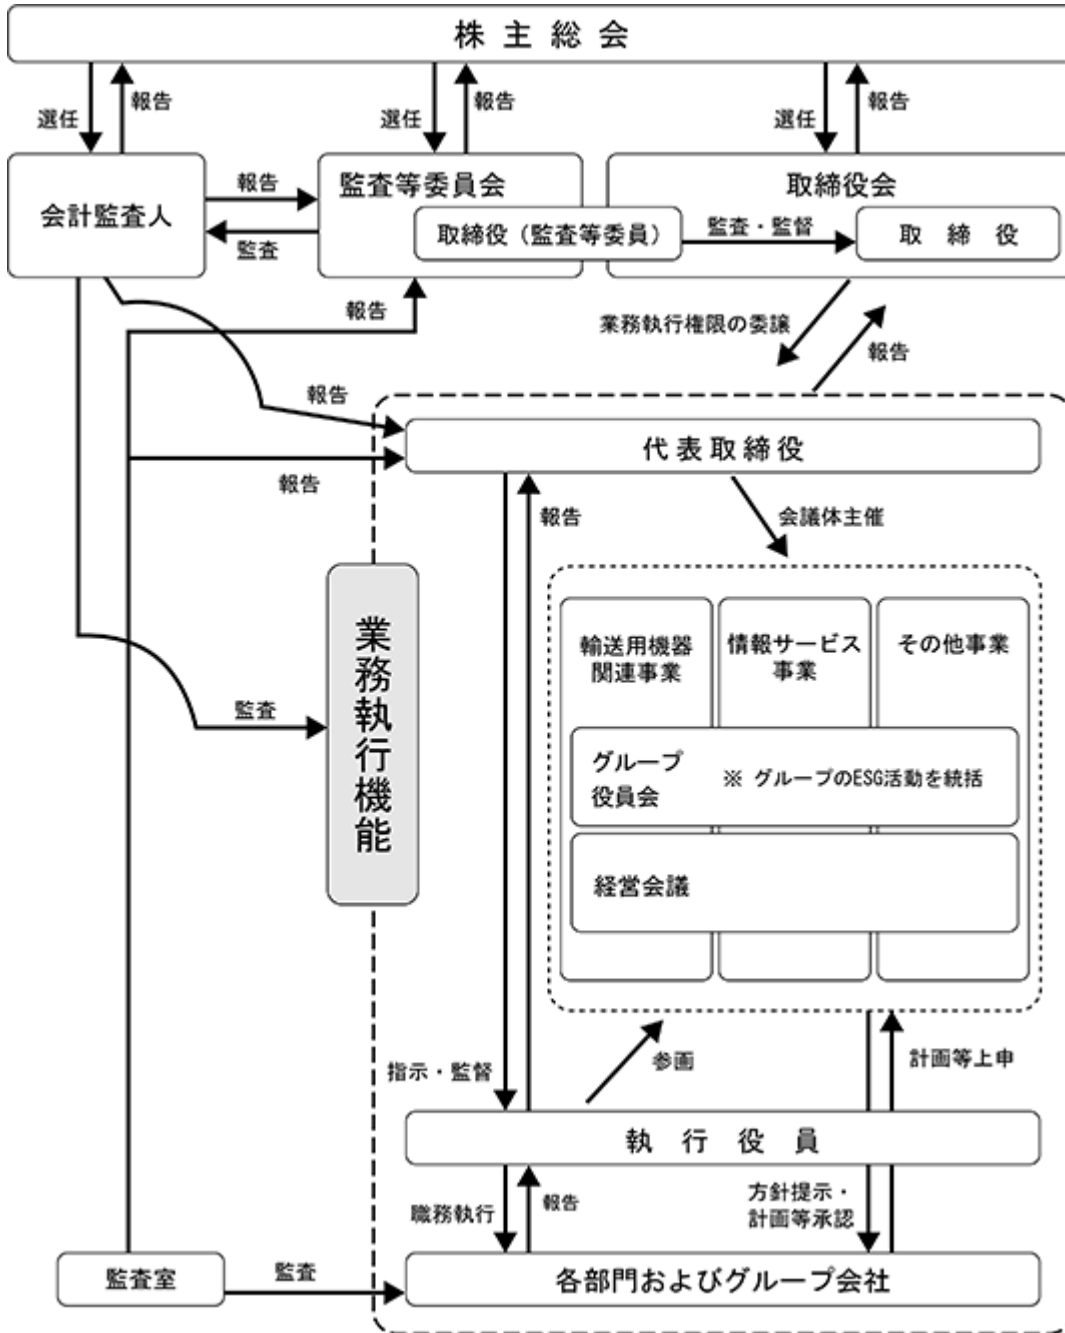 株主総会
選任
報告
選任
報告
選任
報告
会計監査人
報告
監査
監査等委員会
取締役（監査等委員）
取締役会
監査・監督
取締役
報告
業務執行権限の委譲
報告
報告
代表取締役
報告
報告
会議体主催
業務執行機能
監査
輸送用機器
関連事業
情報サービス
事業
その他事業
グループ
役員会
※ グループのESG活動を統括
経営会議
指示・監督
参画
計画等上申
執行役員
職務執行
報告
方針提示・
計画等承認
監査室
監査
各部門およびグループ会社